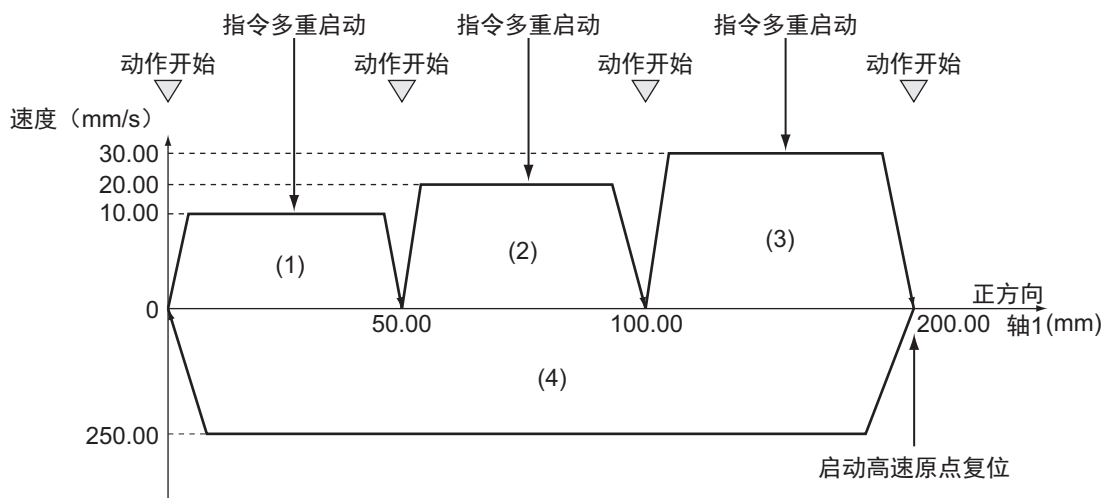 指令多重启动 指令多重启动 指令多重启动
动作开始 动作开始 动作开始 动作开始
速度（mm/s）
30.00
20.00
10.00
(1) (2) (3)
0
正方向
50.00 100.00 200.00 轴1(mm)
(4)
250.00
启动高速原点复位